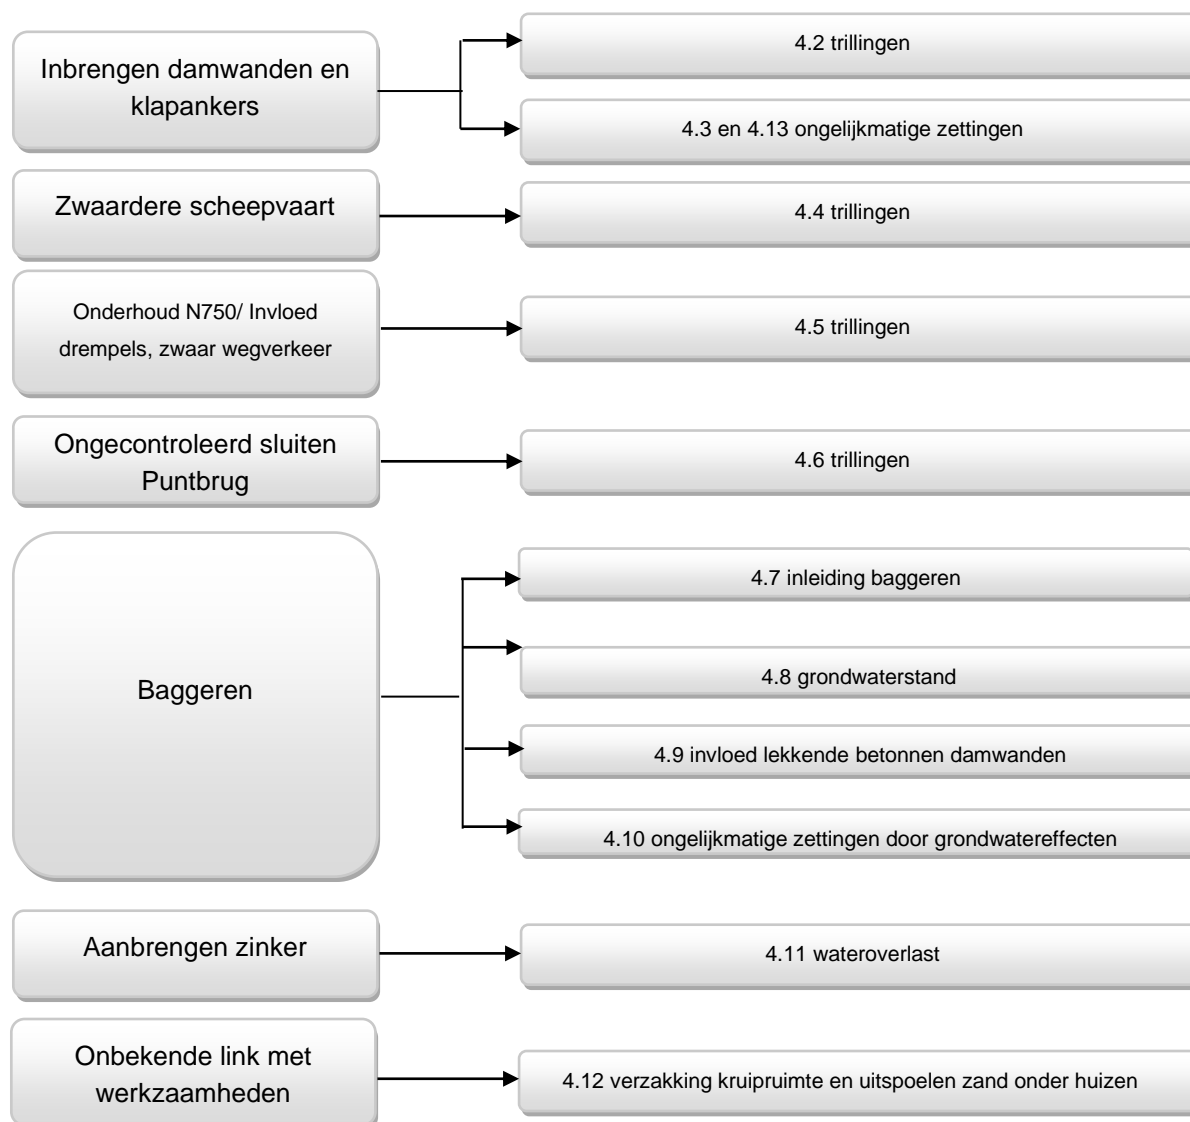 Inbrengen damwanden en
klapankers
4.2 trillingen
4.3 en 4.13 ongelijkmatige zettingen
Zwaardere scheepvaart
4.4 trillingen
Onderhoud N750/ Invloed
drempels, zwaar wegverkeer
4.5 trillingen
Ongecontroleerd sluiten
Puntbrug
4.6 trillingen
Baggeren
4.7 inleiding baggeren
4.8 grondwaterstand
4.9 invloed lekkende betonnen damwanden
4.10 ongelijkmatige zettingen door grondwatereffecten
Aanbrengen zinker
4.11 wateroverlast
Onbekende link met
werkzaamheden
4.12 verzakking kruipruimte en uitspoelen zand onder huizen